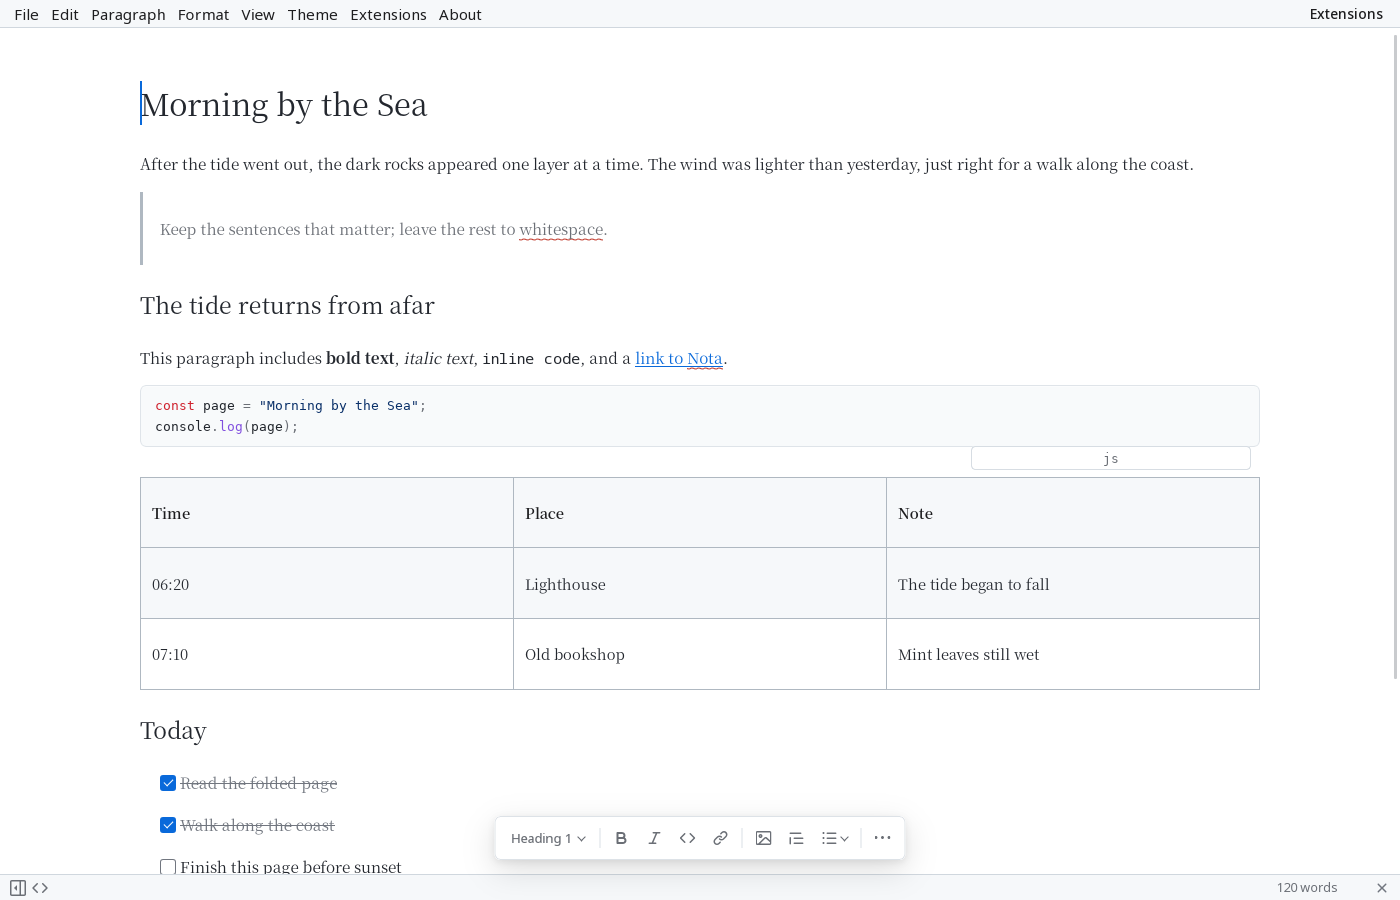 File Edit Paragraph Format View Theme Extensions About Extensions
Morning by the Sea
After the tide went out, the dark rocks appeared one layer at a time. The wind was lighter than yesterday, just right for a walk along the coast.
Keep the sentences that matter; leave the rest to whitespace.
The tide returns from afar
This paragraph includes bold text, italic text, inline code, and a link to Nota.
const page = "Morning by the Sea";
console.log(page);
js
Time Place Note
06:20 Lighthouse The tide began to fall
07:10 Old bookshop Mint leaves still wet
Today
Read the folded page
Walk along the coast
Finish this page before sunset
Heading 1
120 words